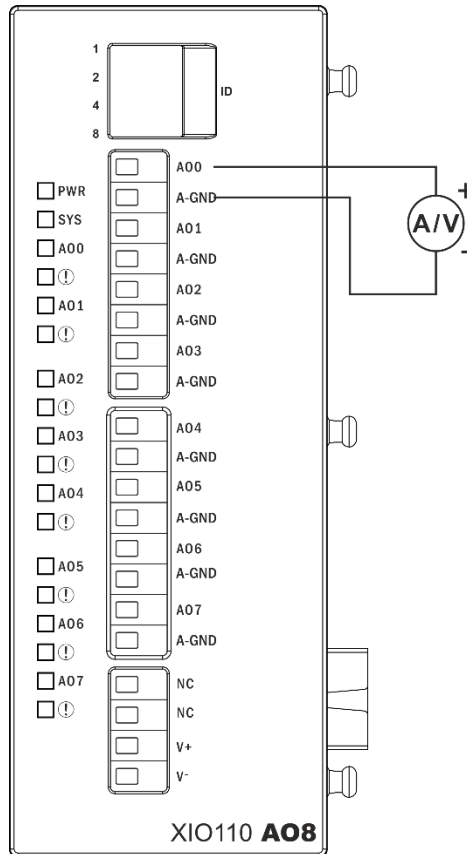 1
2
4
8
ID
PWR
SYS
AO0
!
AO1
!
AO2
!
AO3
!
AO4
!
AO5
!
AO6
!
AO7
!
AO0
A-GND
AO1
A-GND
AO2
A-GND
AO3
A-GND
AO4
A-GND
AO5
A-GND
AO6
A-GND
AO7
A-GND
NC
NC
V+
V-
+
A/V
-
XIO110 AO8